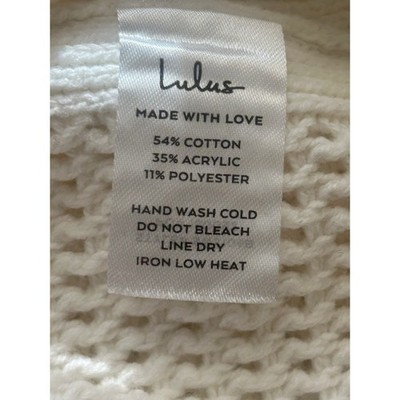 Lulus
MADE WITH LOVE
54% COTTON
35% ACRYLIC
11% POLYESTER
HAND WASH COLD
DO NOT BLEACH
LINE DRY
IRON LOW HEAT